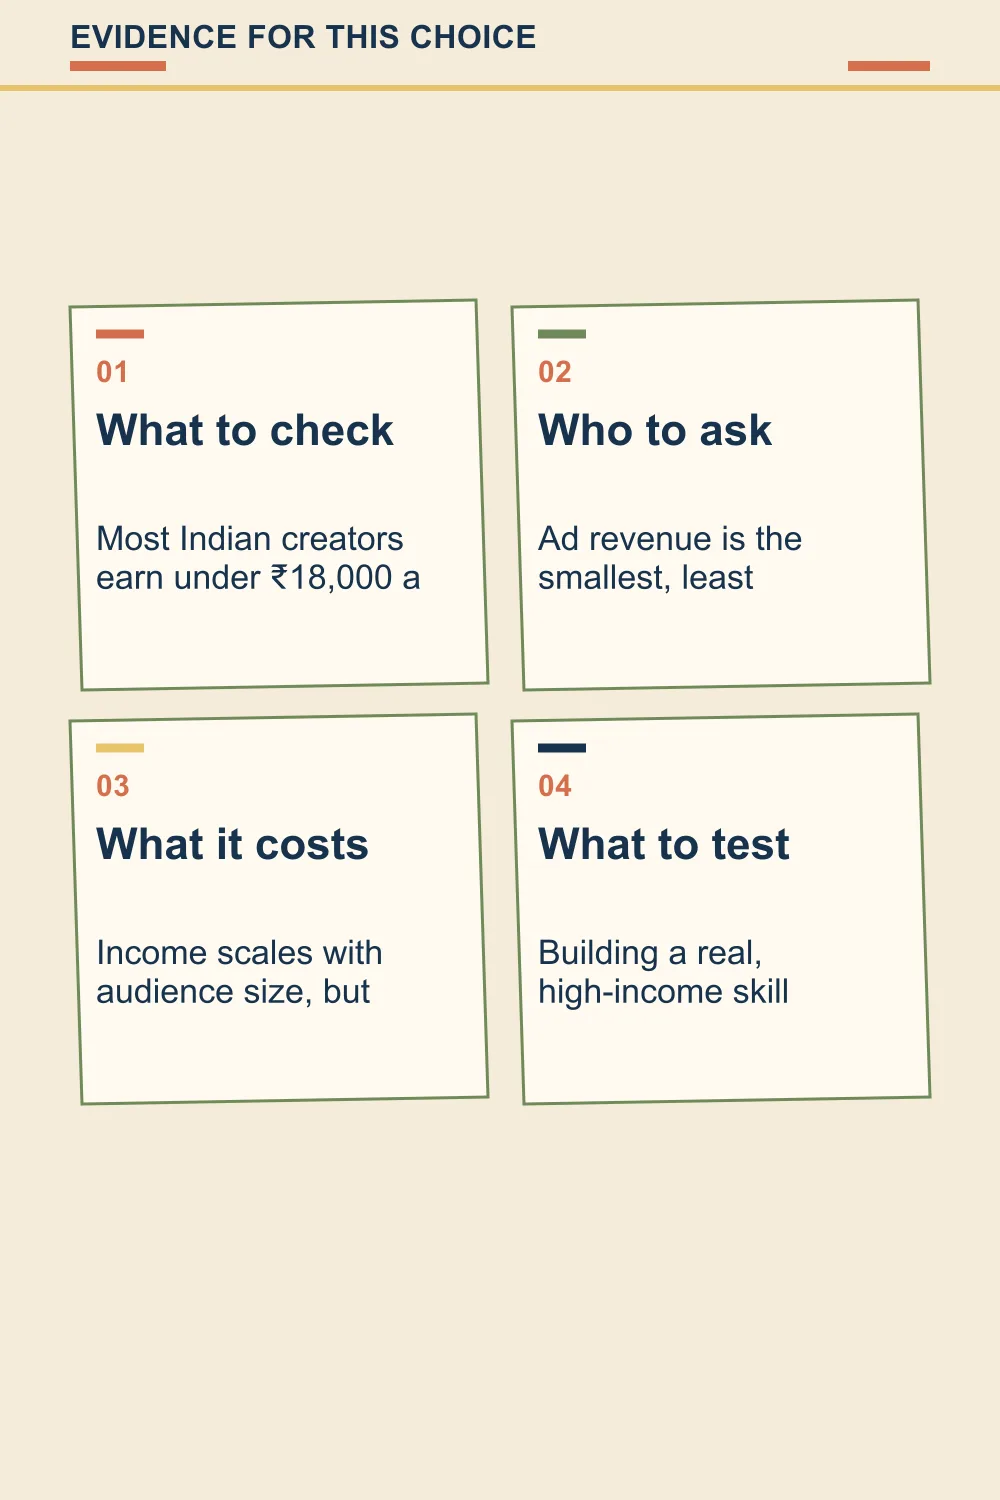 EVIDENCE FOR THIS CHOICE
01
What to check
Most Indian creators
earn under ₹18,000 a
02
Who to ask
Ad revenue is the
smallest, least
03
What it costs
Income scales with
audience size, but
04
What to test
Building a real,
high-income skill